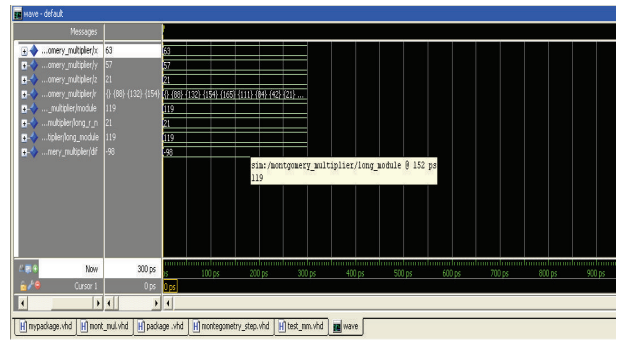 wave - default
Messages
...omery_multiplier/x 63 63
...omery_multiplier/y 57 57
...omery_multiplier/z 21 21
...omery_multiplier/r {} {88} {132} {154} {} {88} {132} {154} {165} {111} {84} {42} {21} ...
..._multiplier/module 119 119
...multiplier/long_r_n 21 21
...tiplier/long_module 119 119
...mery_multiplier/dif -98 -98
sim:/montgomery_multiplier/long_module @ 152 ps
119
Now 300 ps ps 100 ps 200 ps 300 ps 400 ps 500 ps 600 ps 700 ps 800 ps 900 ps
Cursor 1 0 ps 0 ps
mypackage.vhd mont_mul.vhd package .vhd montegometry_step.vhd test_mm.vhd wave